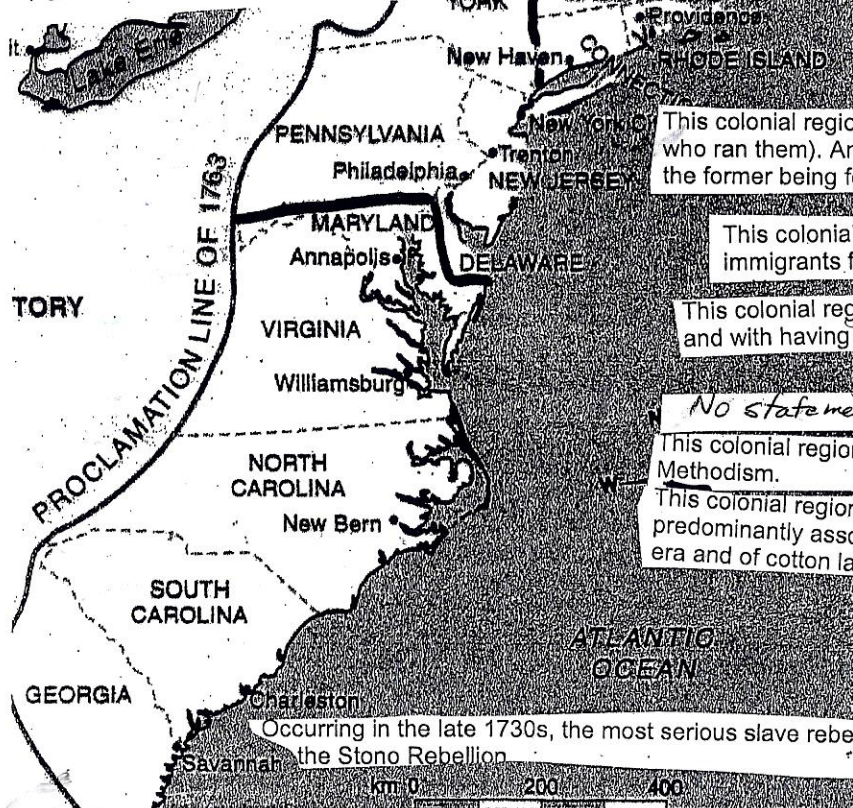 YORK
Providence
it
Lake Erie
New Haven
RHODE ISLAND
PENNSYLVANIA
New York
This colonial regio
who ran them). Ar
the former being f
Trenton
Philadelphia
NEW JERSEY
PROCLAMATION LINE OF 1763
MARYLAND
This colonia
immigrants f
Annapolis
DELAWARE
TORY
This colonial reg
and with having
VIRGINIA
Williamsburg
No stateme
This colonial region
Methodism.
NORTH
CAROLINA
W
This colonial region
predominantly asso
era and of cotton la
New Bern
SOUTH
CAROLINA
ATLANTIC
OCEAN
GEORGIA
Charleston
Occurring in the late 1730s, the most serious slave rebe
the Stono Rebellion
Savannah
km 0 200 400